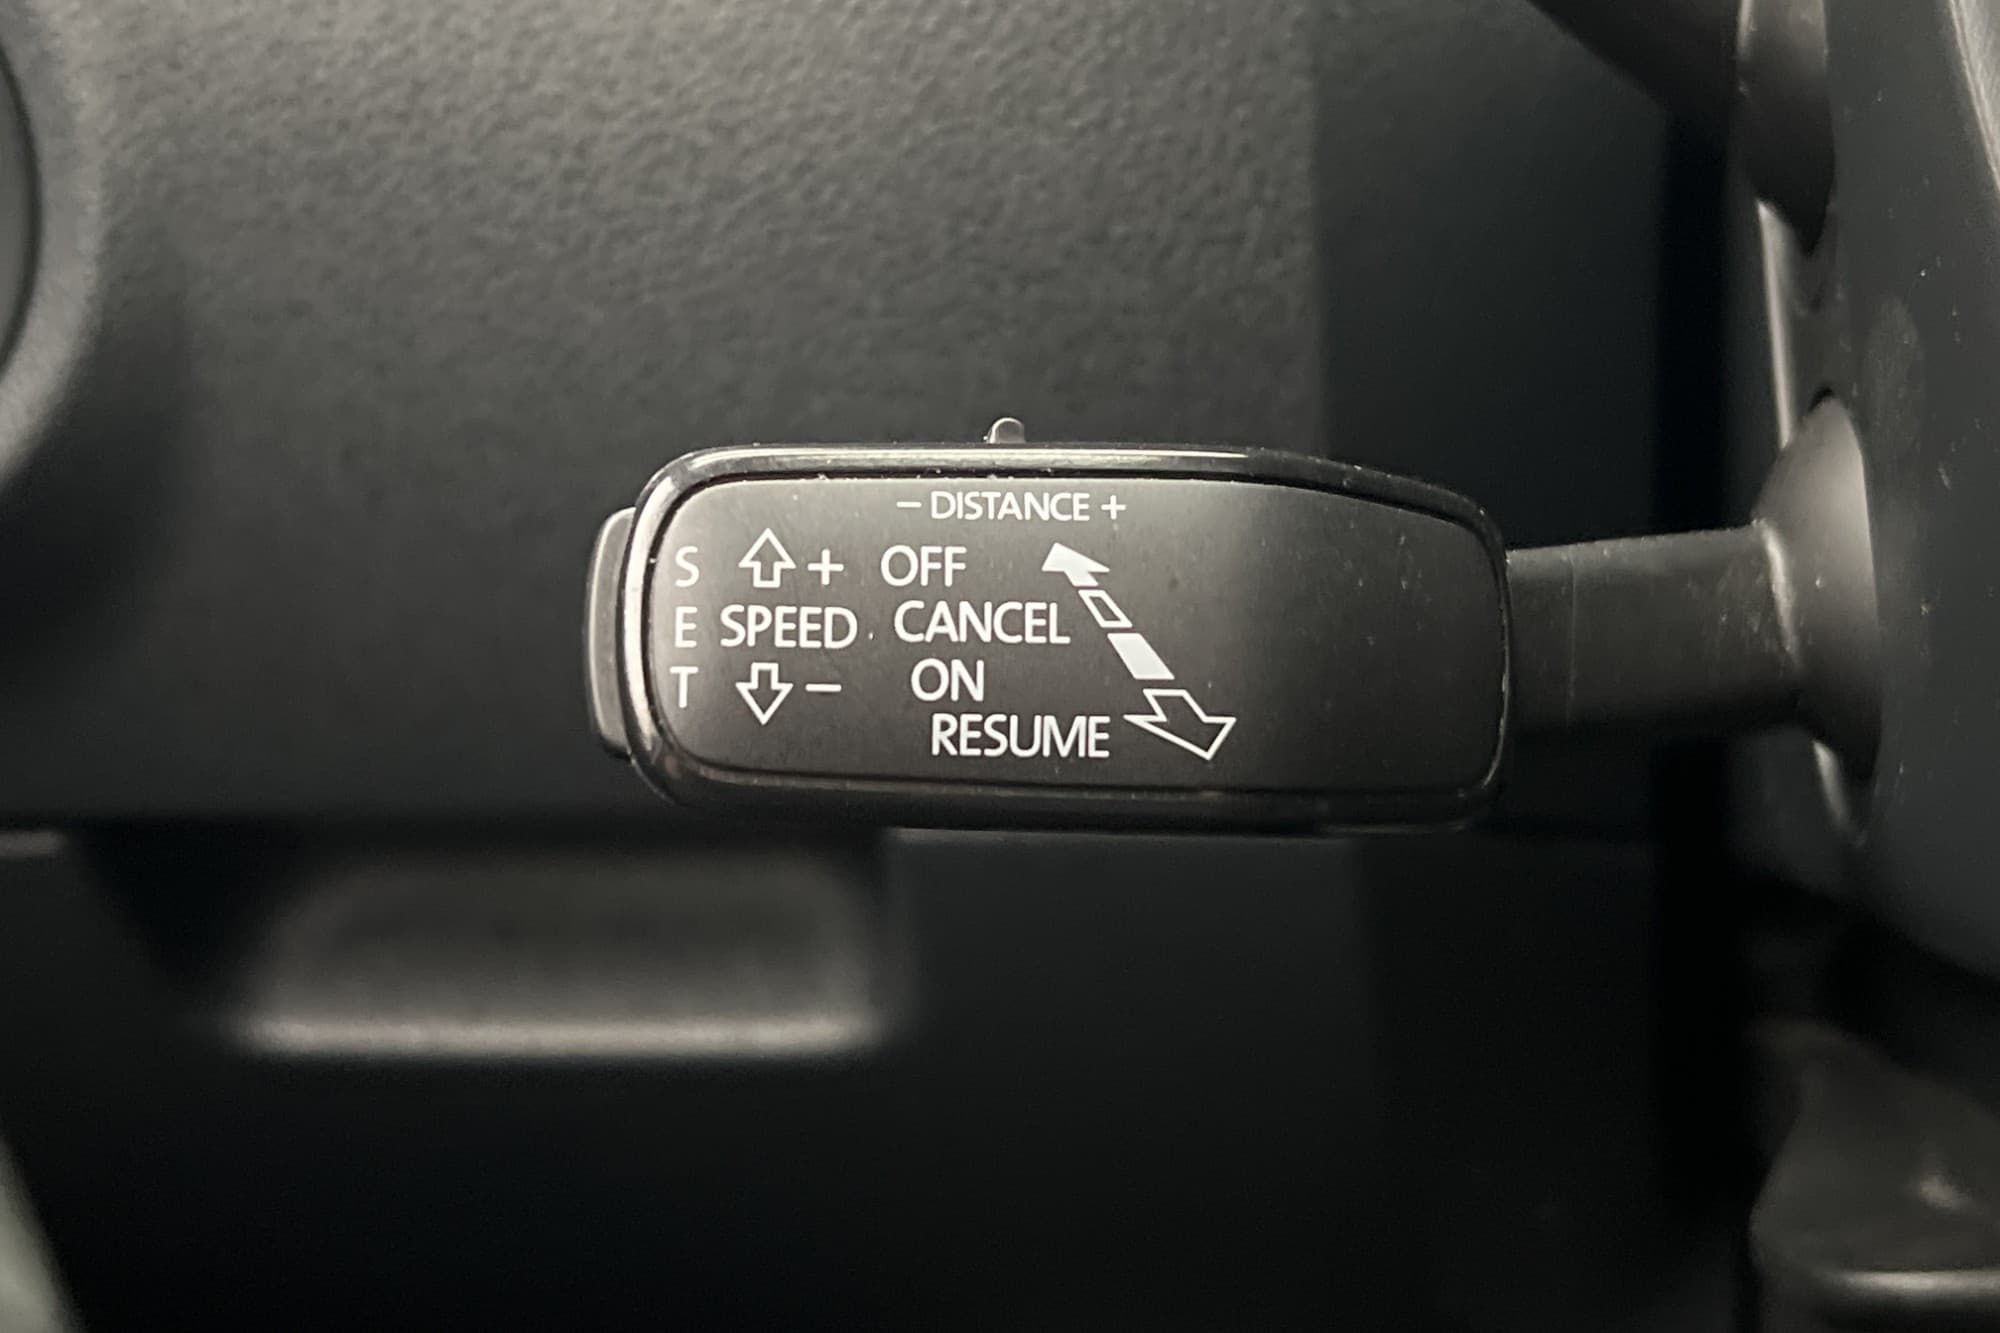 − DISTANCE +
S + OFF
E SPEED CANCEL
T − ON
RESUME